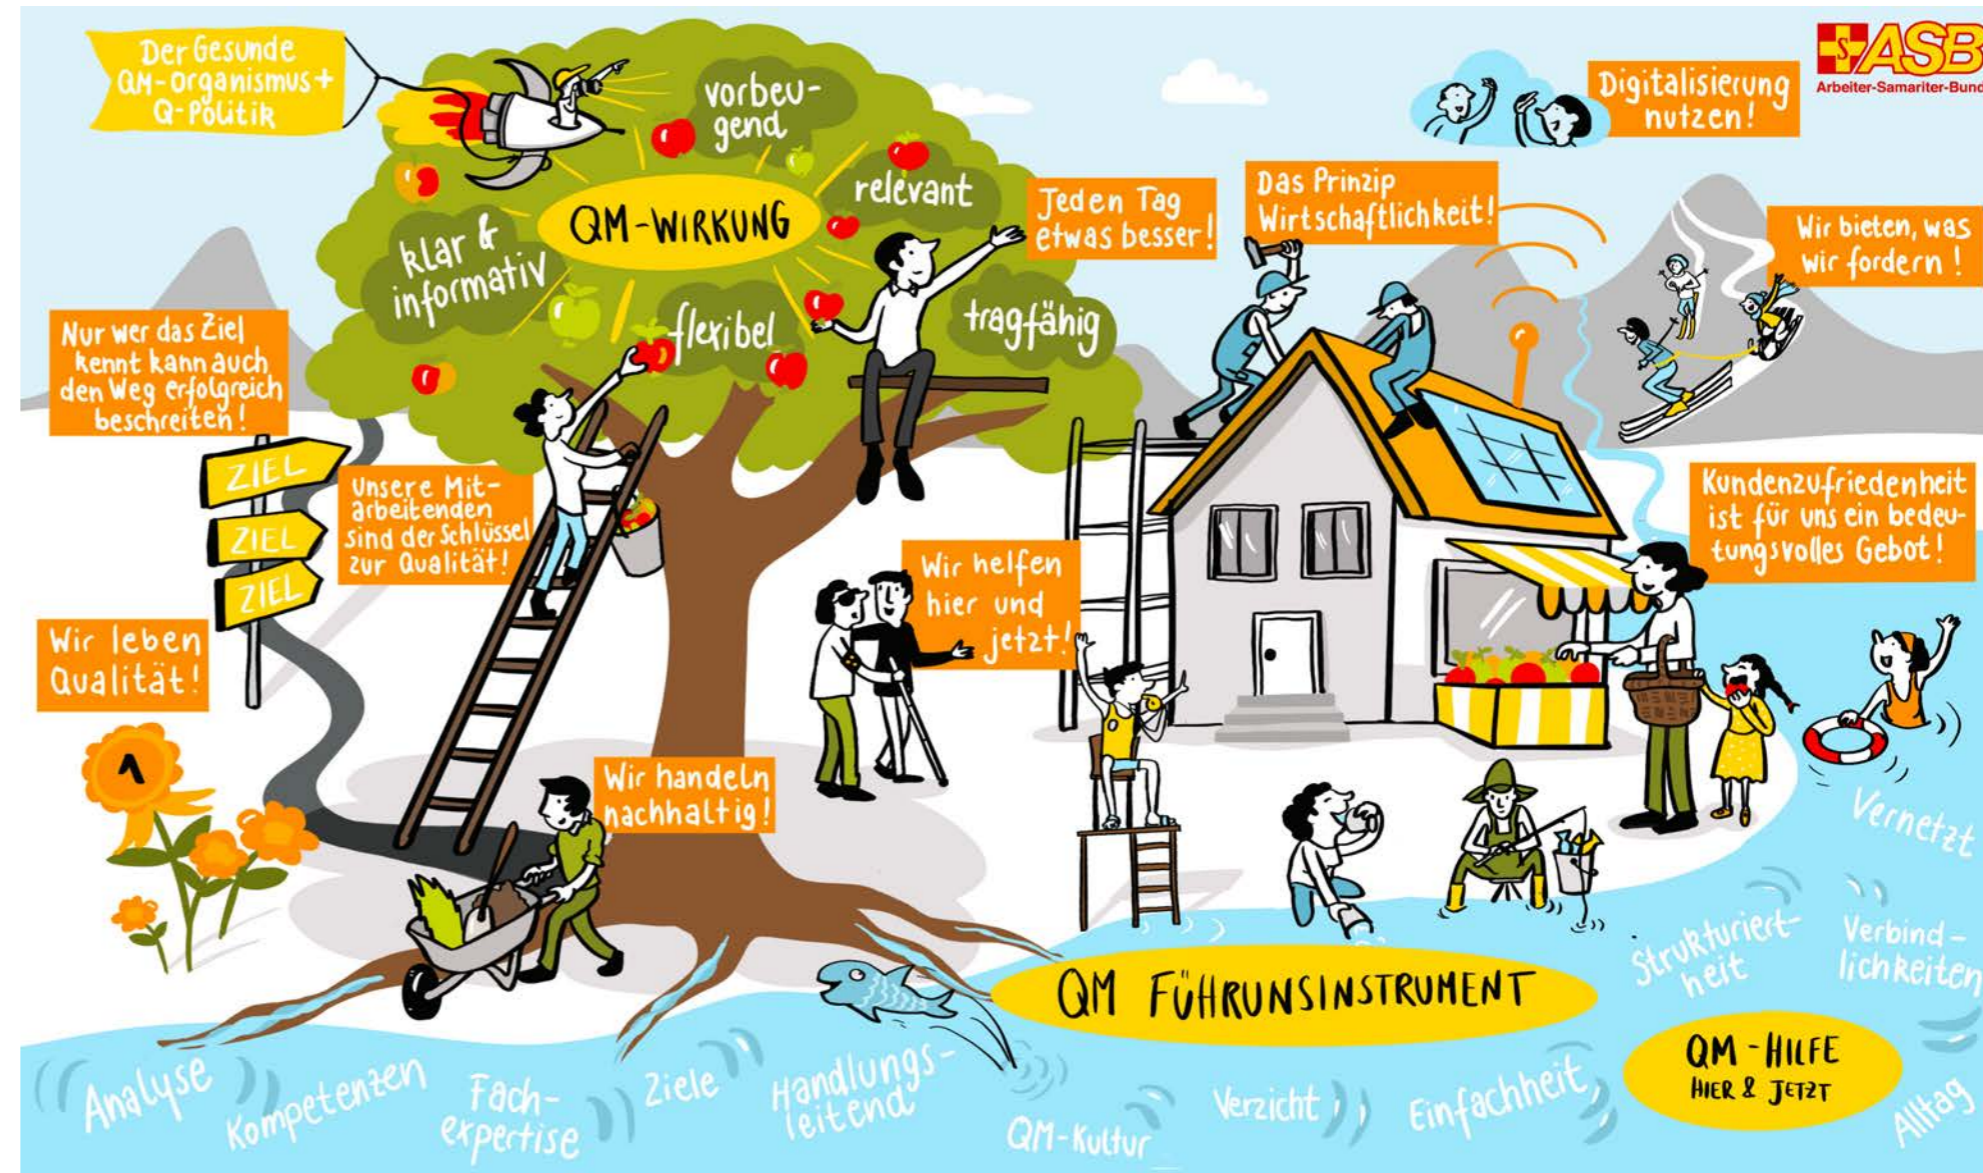 Der Gesunde
QM-Organismus+
Q-Politik
vorbeu-
gend
relevant
QM-WIRKUNG
klar &
informativ
flexibel
tragfähig
Jeden Tag
etwas besser!
Das Prinzip
Wirtschaftlichkeit!
Digitalisierung
nutzen!
S
ASB
Arbeiter-Samariter-Bund
Wir bieten, was
wir fordern!
Nur wer das Ziel
kennt kann auch
den Weg erfolgreich
beschreiten!
ZIEL
ZIEL
ZIEL
Unsere Mit-
arbeitenden
sind der Schlüssel
zur Qualität!
Wir leben
Qualität!
1
Wir helfen
hier und
jetzt!
Kundenzufriedenheit
ist für uns ein bedeu-
tungsvolles Gebot!
Wir handeln
nachhaltig!
Vernetzt
Strukturiert-
heit
Verbind-
lichkeiten
QM FÜHRUNSINSTRUMENT
QM-HILFE
HIER & JETZT
Analyse
Kompetenzen
Fach-
expertise
Ziele
Handlungs-
leitend
QM-Kultur
Verzicht
Einfachheit
Alltag